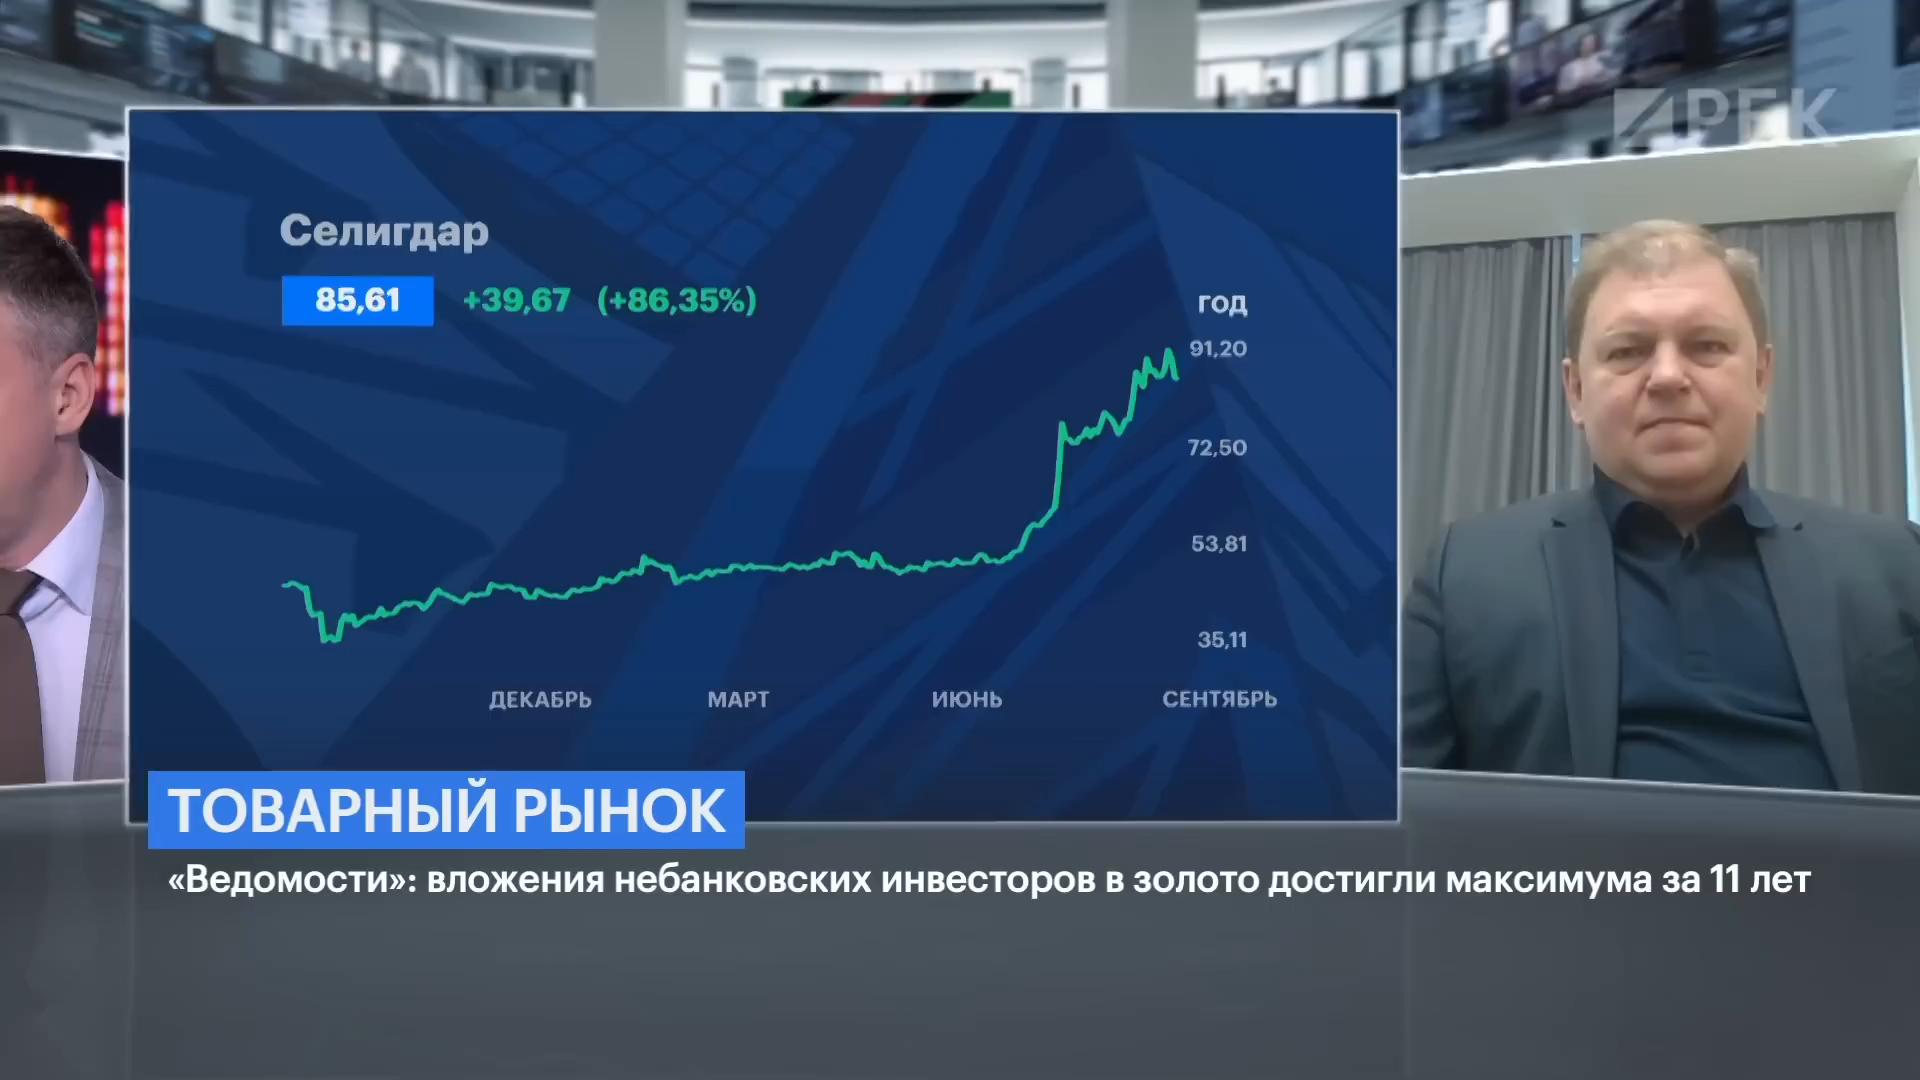 РБК
Селигдар
85,61 +39,67 (+86,35%)
ГОД
91,20
72,50
53,81
35,11
ДЕКАБРЬ МАРТ ИЮНЬ СЕНТЯБРЬ
ТОВАРНЫЙ РЫНОК
«Ведомости»: вложения небанковских инвесторов в золото достигли максимума за 11 лет